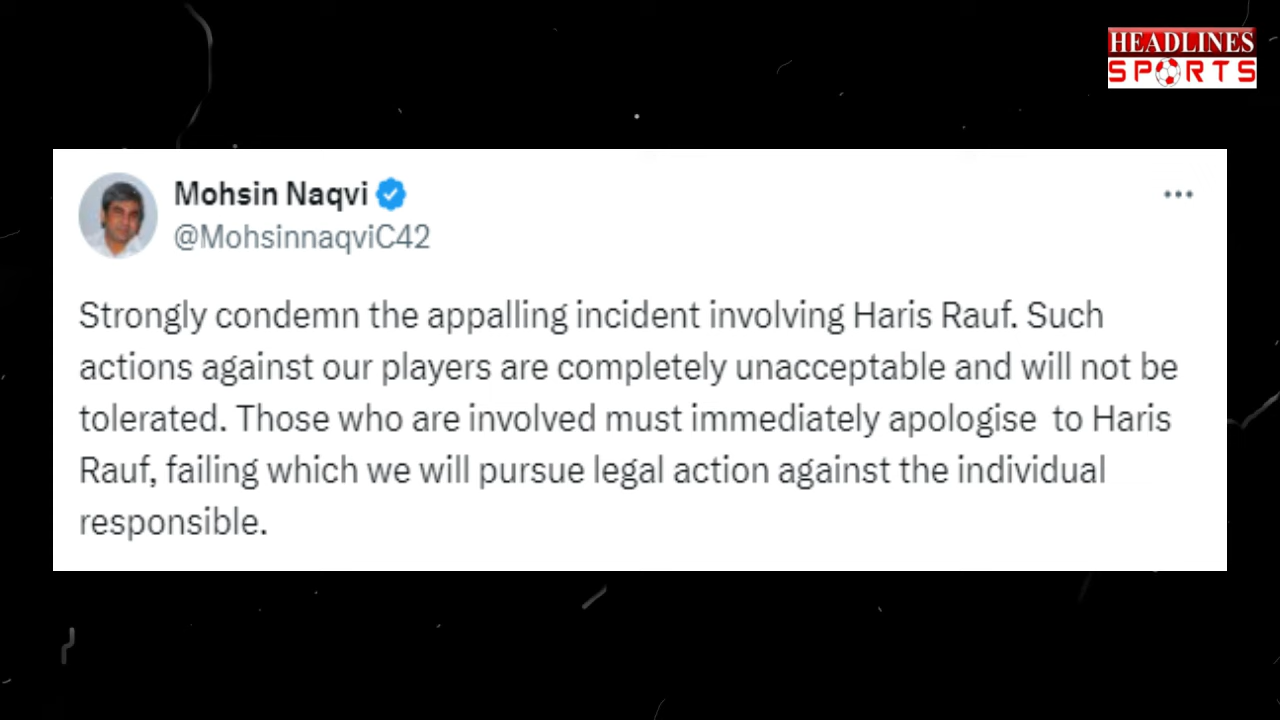 HEADLINES
SPORTS
Mohsin Naqvi
@MohsinnaqviC42
Strongly condemn the appalling incident involving Haris Rauf. Such
actions against our players are completely unacceptable and will not be
tolerated. Those who are involved must immediately apologise  to Haris
Rauf, failing which we will pursue legal action against the individual
responsible.